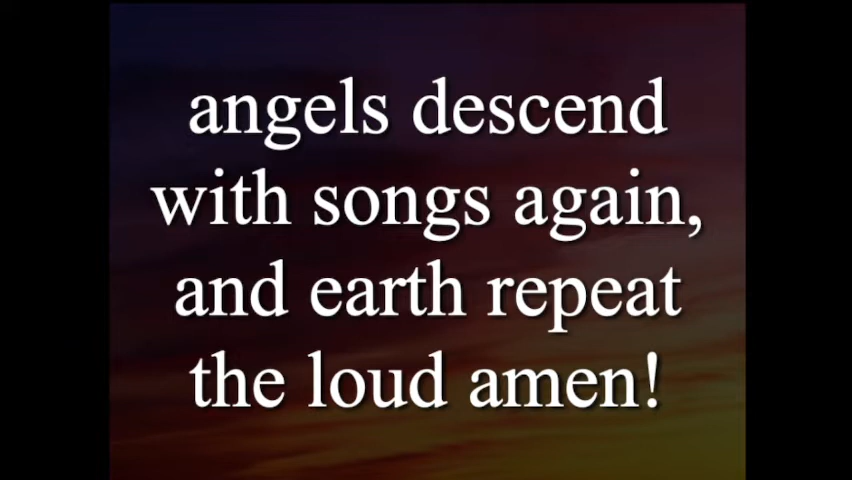 angels descend
with songs again,
and earth repeat
the loud amen!